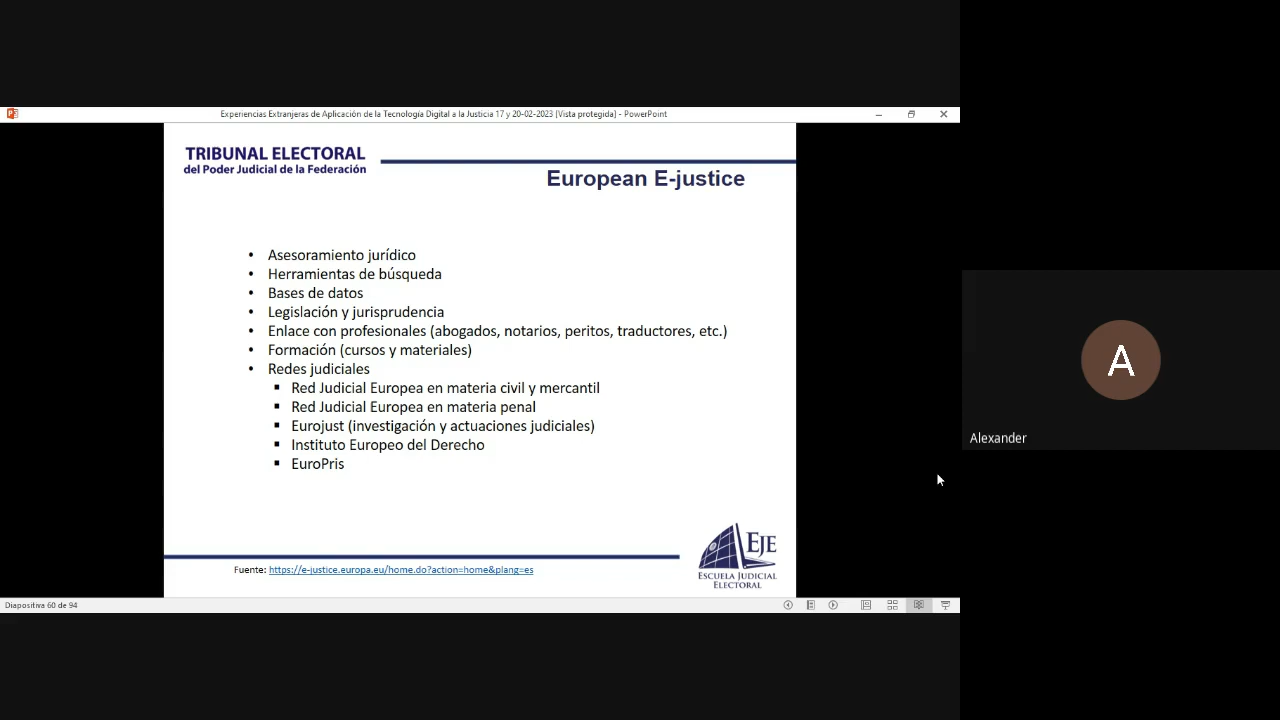 Experiencias Extranjeras de Aplicación de la Tecnología Digital a la Justicia 17 y 20-02-2023 [Vista protegida] - PowerPoint
TRIBUNAL ELECTORAL
del Poder Judicial de la Federación
European E-justice
• Asesoramiento jurídico
• Herramientas de búsqueda
• Bases de datos
• Legislación y jurisprudencia
• Enlace con profesionales (abogados, notarios, peritos, traductores, etc.)
• Formación (cursos y materiales)
• Redes judiciales
▪ Red Judicial Europea en materia civil y mercantil
▪ Red Judicial Europea en materia penal
▪ Eurojust (investigación y actuaciones judiciales)
▪ Instituto Europeo del Derecho
▪ EuroPris
EJE
ESCUELA JUDICIAL
ELECTORAL
Fuente: https://e-justice.europa.eu/home.do?action=home&plang=es
Diapositiva 60 de 94
A
Alexander